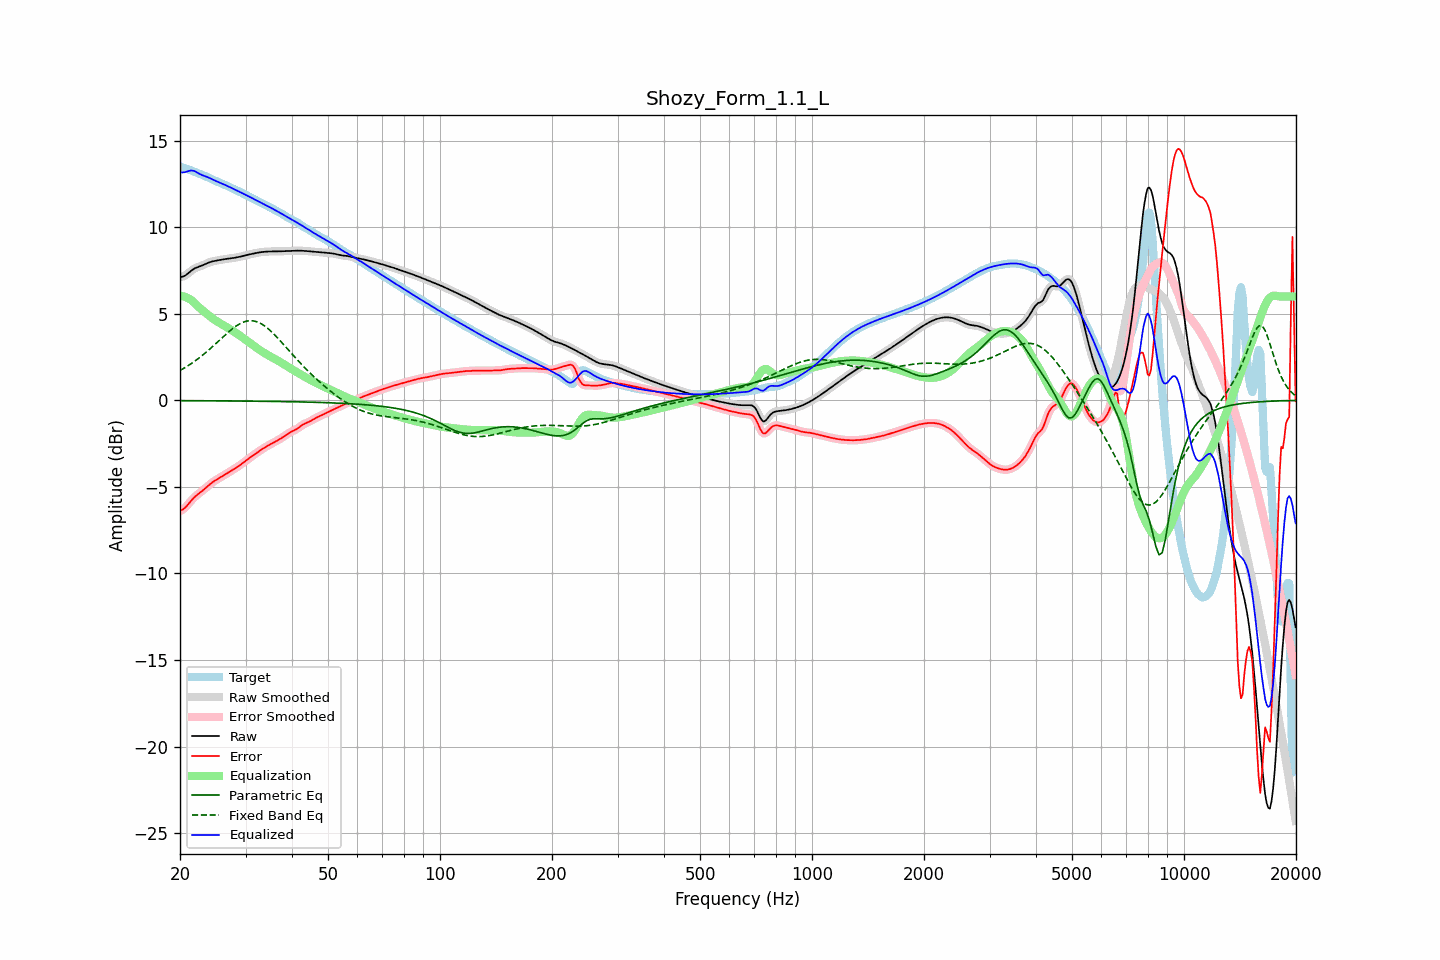 Shozy_Form_1.1_L
Amplitude (dBr)
15
10
5
0
−5
−10
−15
−20
−25
Target
Raw Smoothed
Error Smoothed
Raw
Error
Equalization
Parametric Eq
Fixed Band Eq
Equalized
20 50 100 200 500 1000 2000 5000 10000 20000
Frequency (Hz)